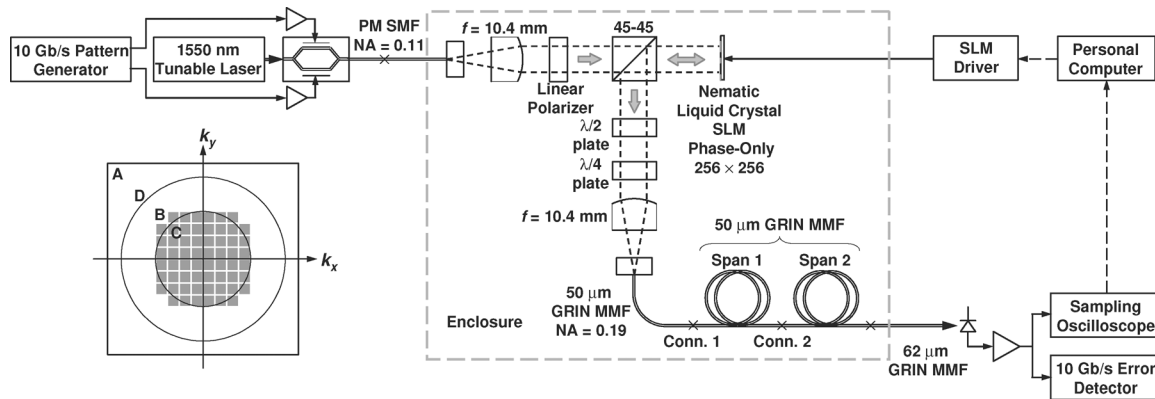 10 Gb/s Pattern
Generator
1550 nm
Tunable Laser
PM SMF
NA = 0.11
f = 10.4 mm
Linear
Polarizer
45-45
Nematic
Liquid Crystal
SLM
Phase-Only
256 × 256
SLM
Driver
Personal
Computer
λ/2
plate
λ/4
plate
f = 10.4 mm
50 μm
GRIN MMF
NA = 0.19
Enclosure
50 μm GRIN MMF
Span 1
Span 2
Conn. 1
Conn. 2
62 μm
GRIN MMF
Sampling
Oscilloscope
10 Gb/s Error
Detector
ky
kx
A
D
B
C